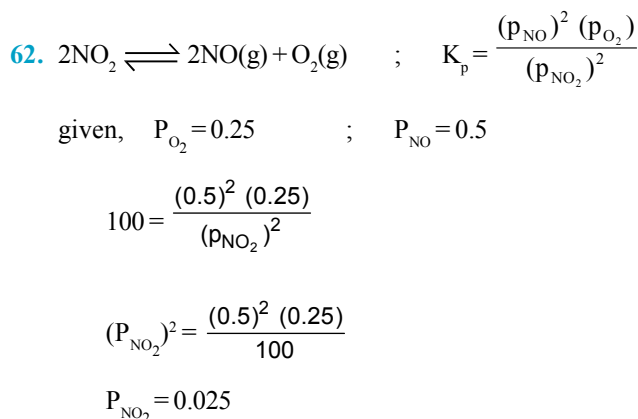 62. 2NO₂ ⇌ 2NO(g) + O₂(g) ; Kₚ = (p_NO)² (p_O₂) / (p_NO₂)²
given, P_O₂ = 0.25 ; P_NO = 0.5
100 = (0.5)² (0.25) / (p_NO₂)²
(P_NO₂)² = (0.5)² (0.25) / 100
P_NO₂ = 0.025